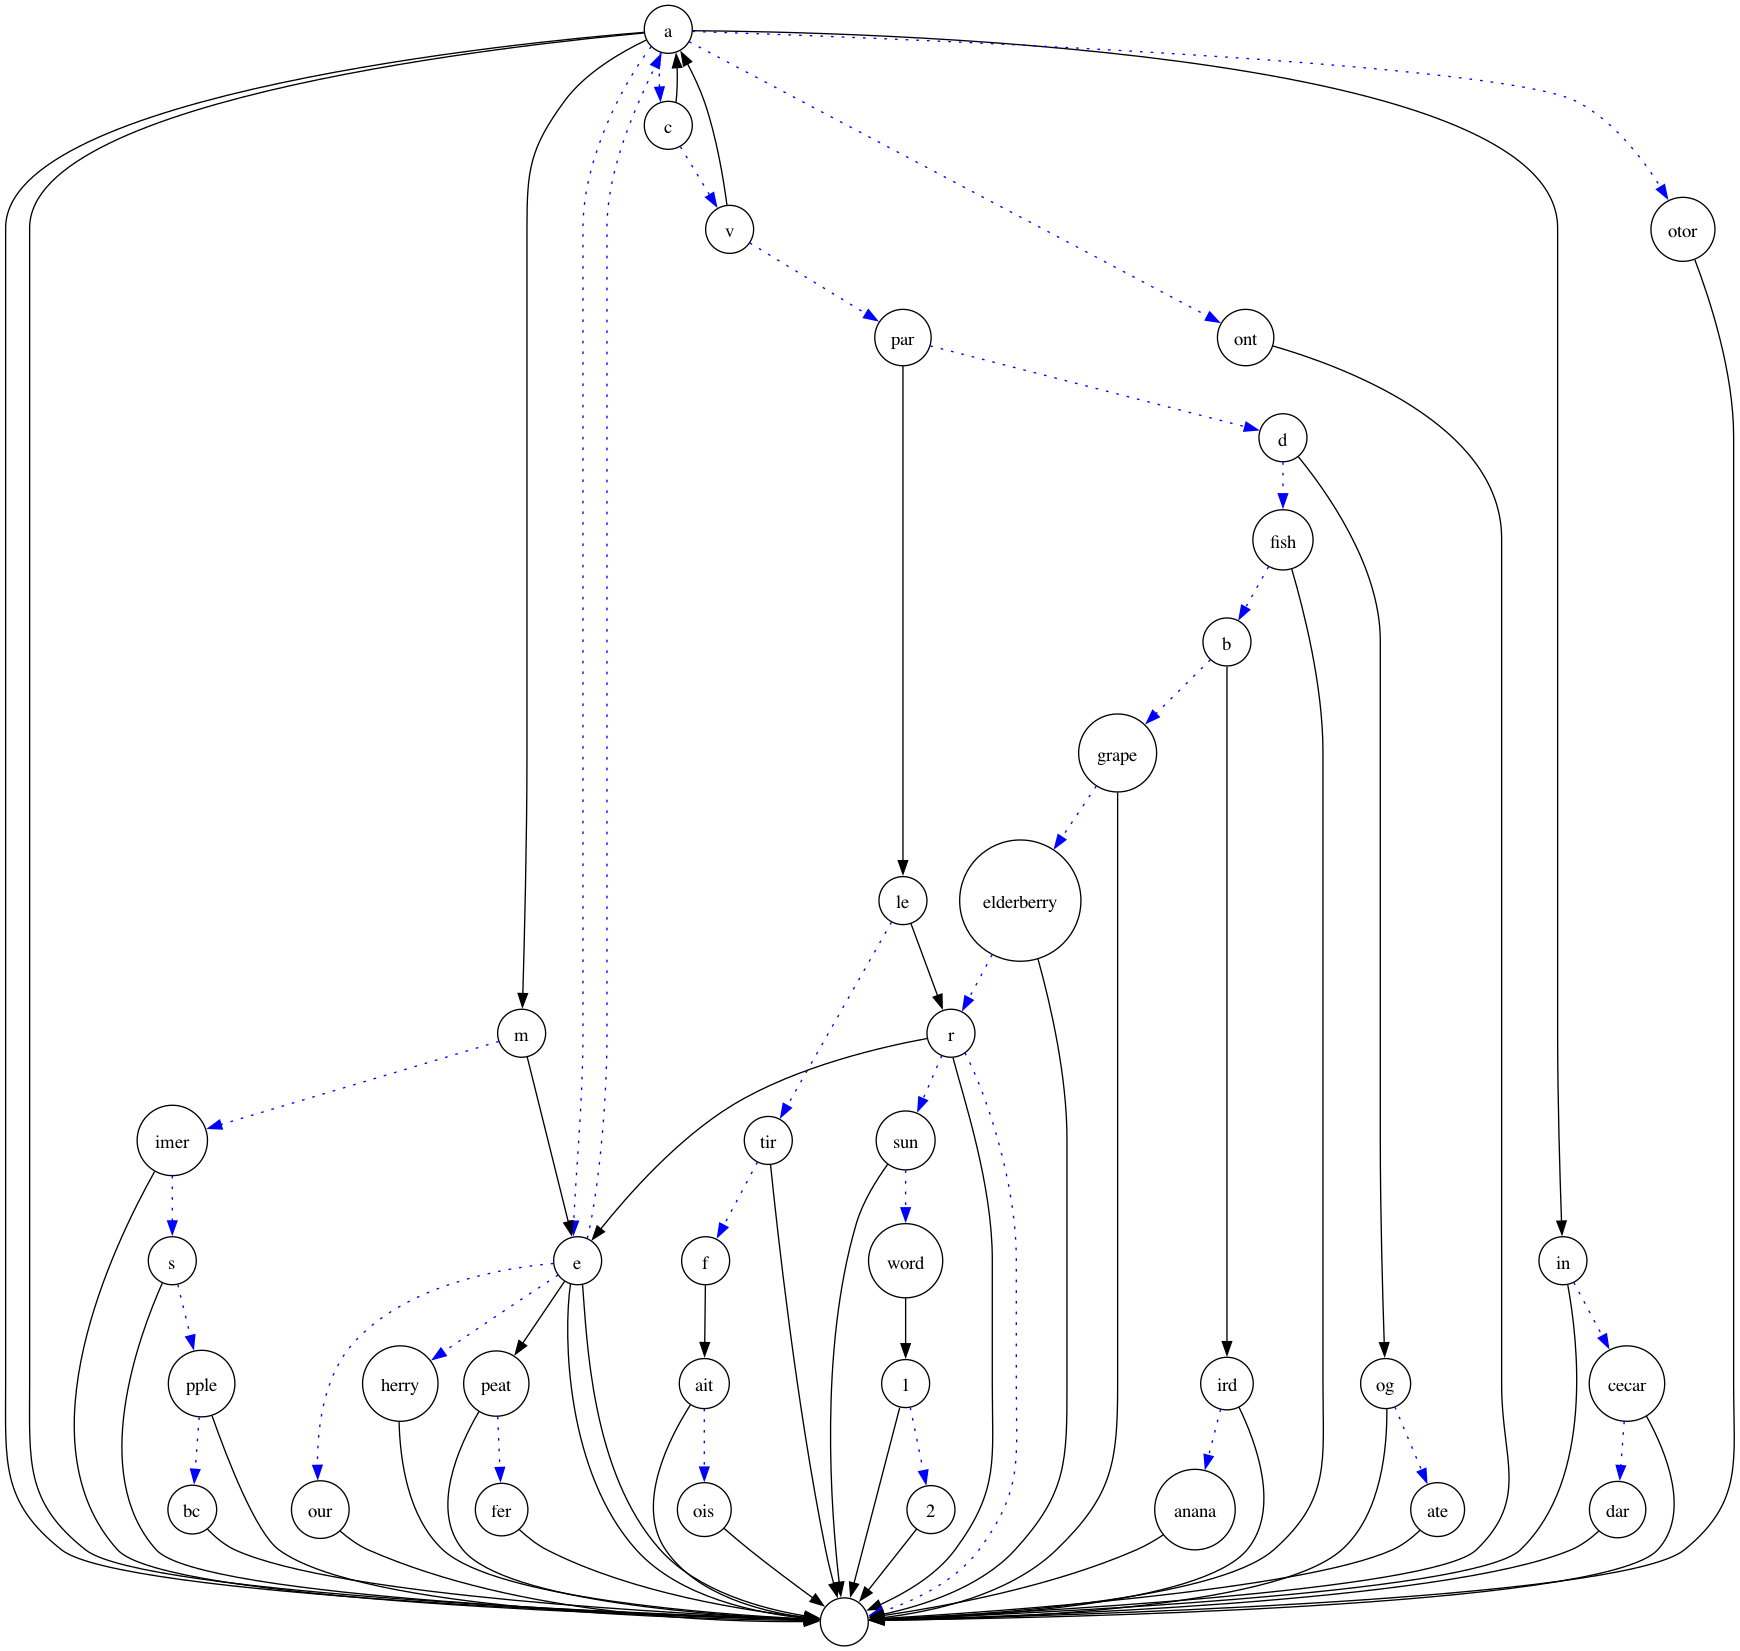 a
c
v
otor
par
ont
d
fish
b
grape
le
elderberry
m
r
imer
tir
sun
s
e
f
word
in
pple
herry
peat
ait
1
ird
og
cecar
bc
our
fer
ois
2
anana
ate
dar